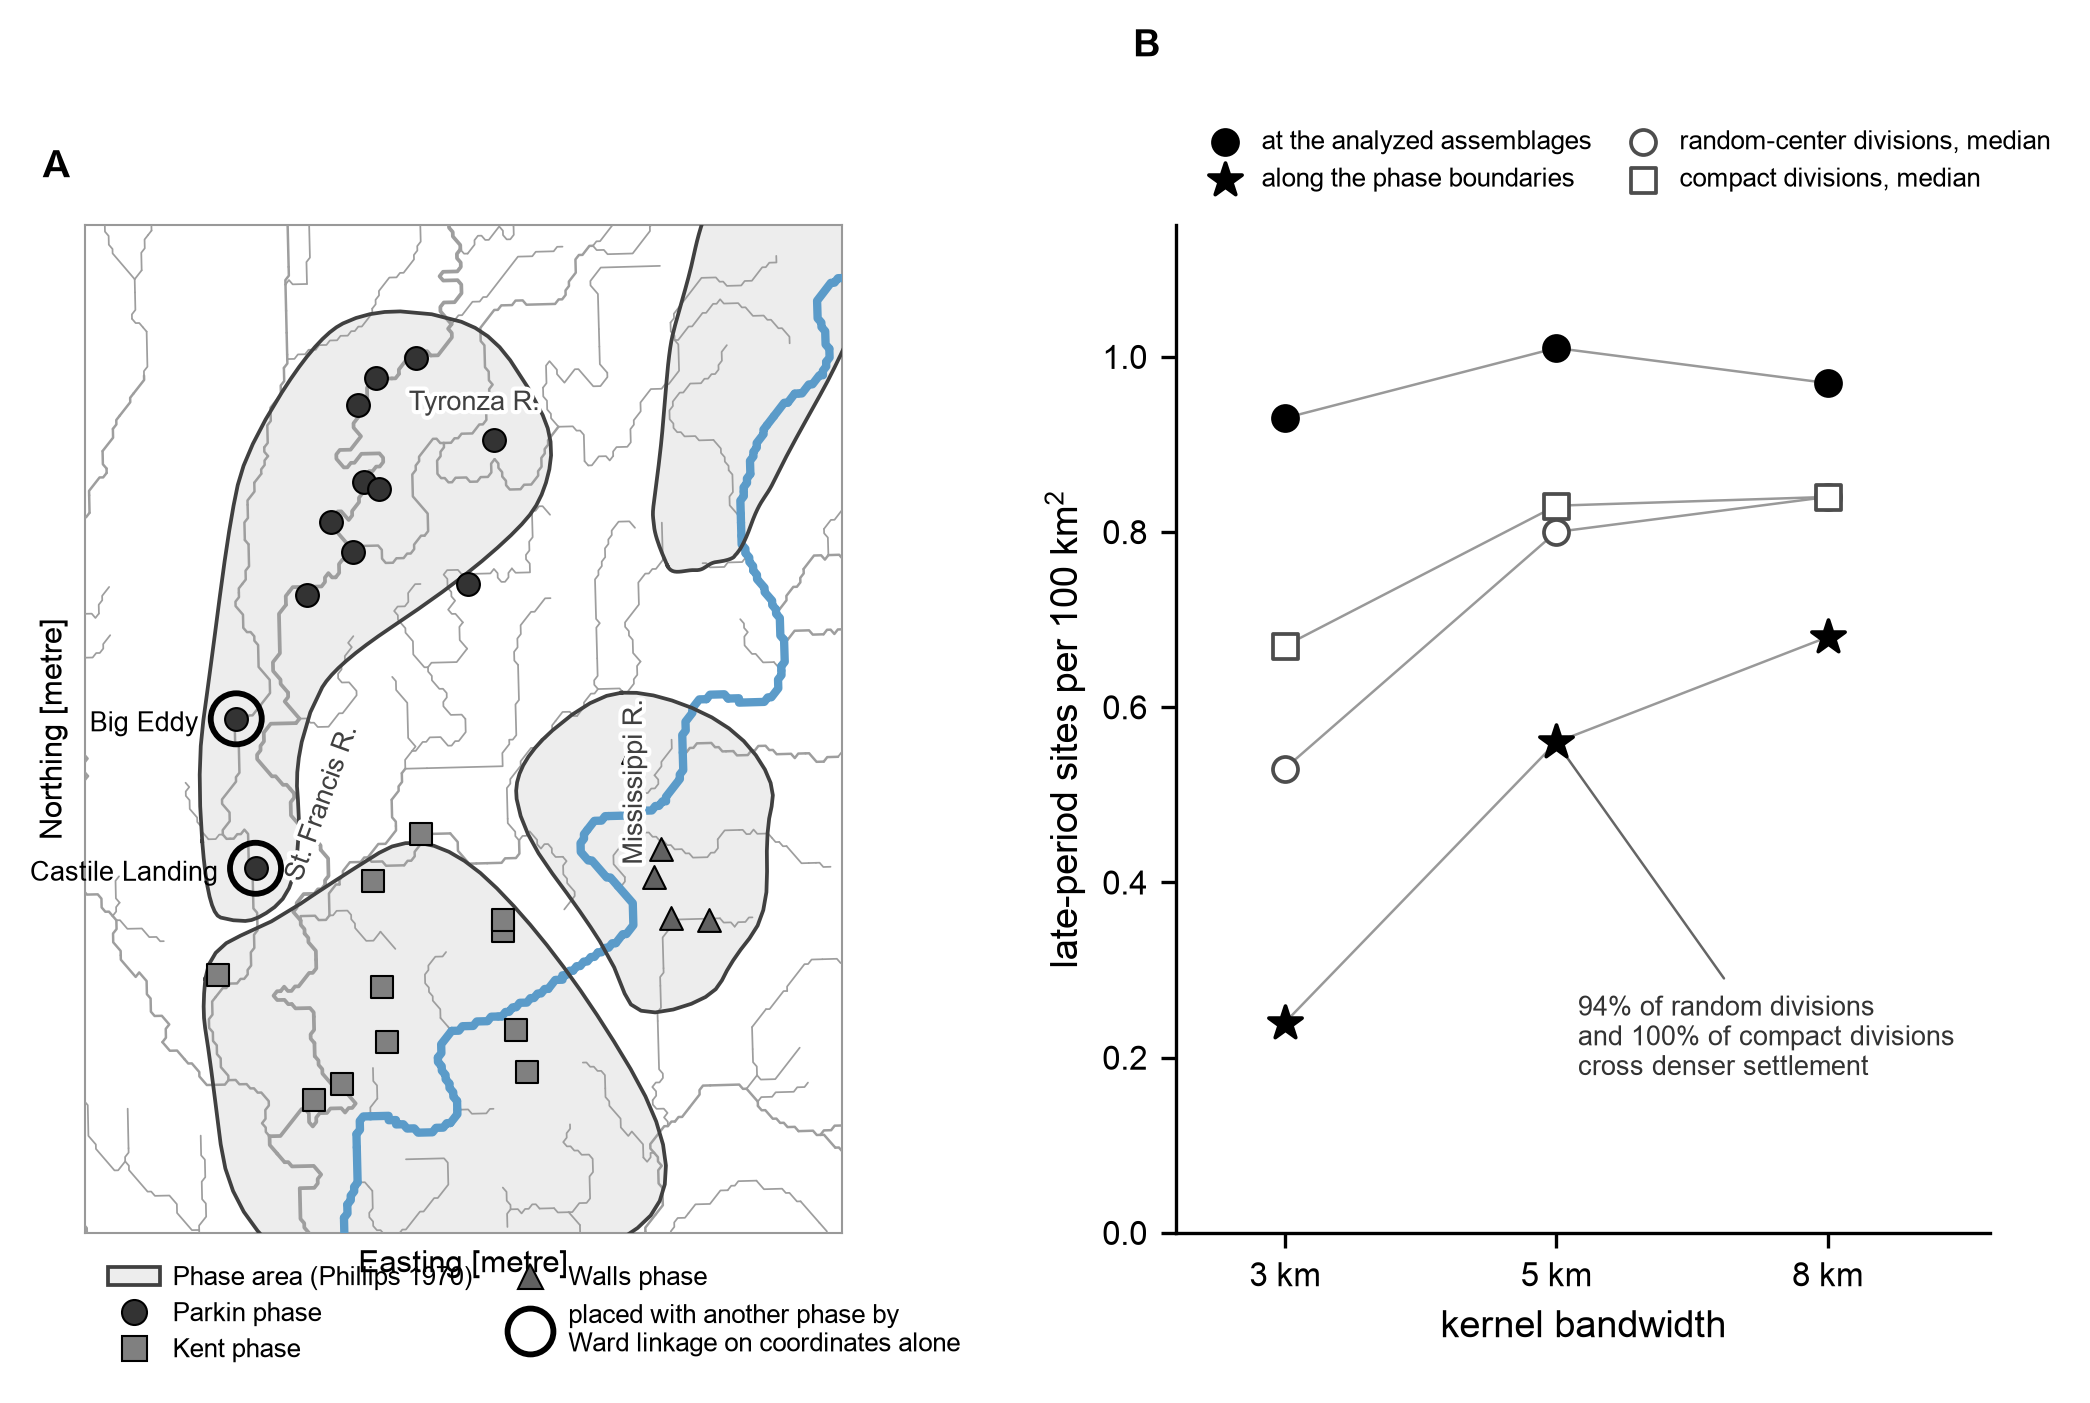 A
Tyronza R.
Big Eddy
St. Francis R.
Mississippi R.
Castile Landing
Northing [metre]
Easting [metre]
Phase area (Phillips 1970)
Parkin phase
Kent phase
Walls phase
placed with another phase by
Ward linkage on coordinates alone
B
at the analyzed assemblages
along the phase boundaries
random-center divisions, median
compact divisions, median
late-period sites per 100 km²
1.0
0.8
0.6
0.4
0.2
0.0
94% of random divisions
and 100% of compact divisions
cross denser settlement
3 km 5 km 8 km
kernel bandwidth